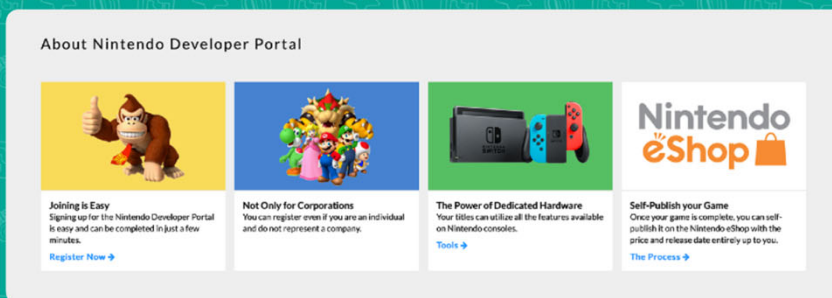 About Nintendo Developer Portal
NINTENDO
SWITCH
Nintendo
eShop
Joining is Easy
Signing up for the Nintendo Developer Portal
is easy and can be completed in just a few
minutes.
Register Now →
Not Only for Corporations
You can register even if you are an individual
and do not represent a company.
The Power of Dedicated Hardware
Your titles can utilize all the features available
on Nintendo consoles.
Tools →
Self-Publish your Game
Once your game is complete, you can self-
publish it on the Nintendo eShop with the
price and release date entirely up to you.
The Process →